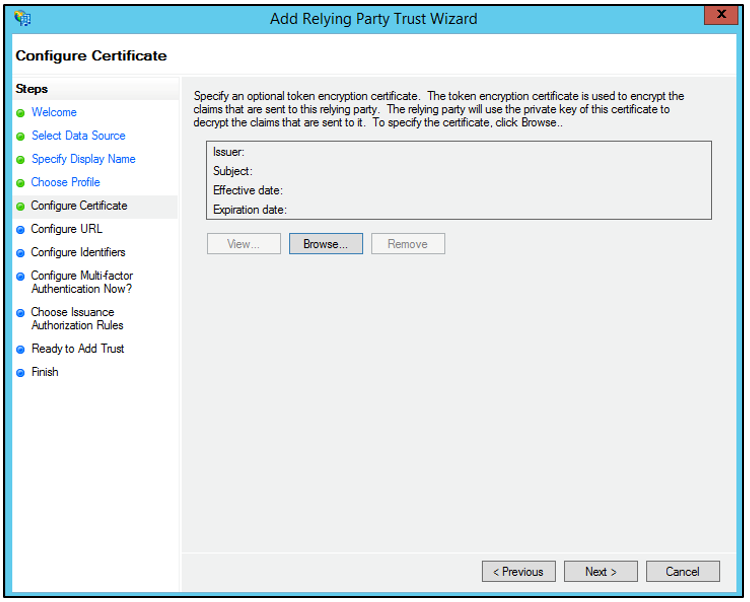 Add Relying Party Trust Wizard
x
Configure Certificate
Steps
Welcome
Select Data Source
Specify Display Name
Choose Profile
Configure Certificate
Configure URL
Configure Identifiers
Configure Multi-factor
Authentication Now?
Choose Issuance
Authorization Rules
Ready to Add Trust
Finish
Specify an optional token encryption certificate. The token encryption certificate is used to encrypt the
claims that are sent to this relying party. The relying party will use the private key of this certificate to
decrypt the claims that are sent to it. To specify the certificate, click Browse..
Issuer:
Subject:
Effective date:
Expiration date:
View...
Browse...
Remove
< Previous
Next >
Cancel